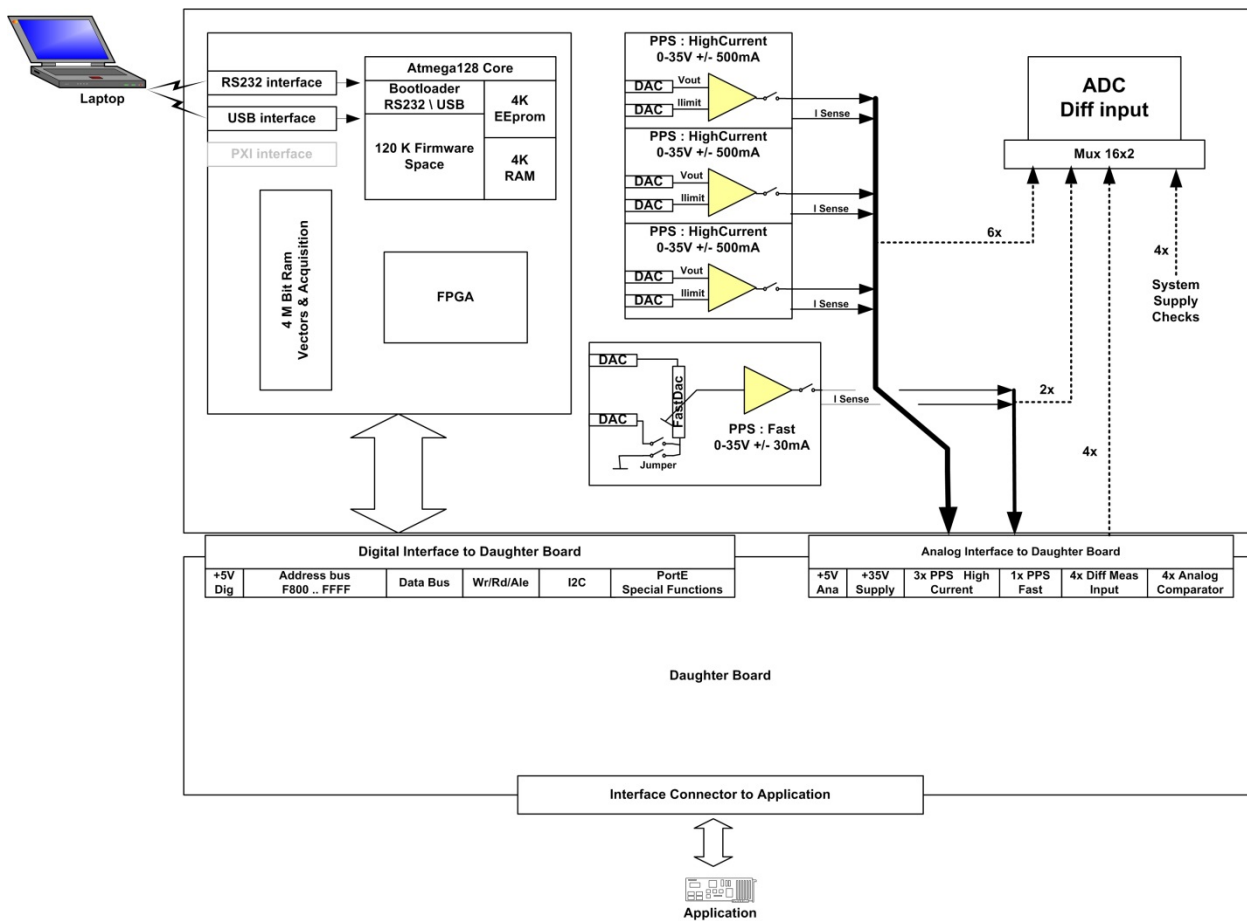 Laptop
RS232 interface
USB interface
PXI interface
Atmega128 Core
Bootloader
RS232 \ USB
4K
EEprom
120 K Firmware
Space
4K
RAM
4 M Bit Ram
Vectors & Acquisition
FPGA
PPS : HighCurrent
0-35V +/- 500mA
DAC
Vout
DAC
Ilimit
I Sense
PPS : HighCurrent
0-35V +/- 500mA
DAC
Vout
DAC
Ilimit
I Sense
PPS : HighCurrent
0-35V +/- 500mA
DAC
Vout
DAC
Ilimit
I Sense
DAC
DAC
FastDac
Jumper
PPS : Fast
0-35V +/- 30mA
I Sense
ADC
Diff input
Mux 16x2
6x
2x
4x
4x
System
Supply
Checks
Digital Interface to Daughter Board
+5V
Dig
Address bus
F800 .. FFFF
Data Bus
Wr/Rd/Ale
I2C
PortE
Special Functions
Analog Interface to Daughter Board
+5V
Ana
+35V
Supply
3x PPS High
Current
1x PPS
Fast
4x Diff Meas
Input
4x Analog
Comparator
Daughter Board
Interface Connector to Application
Application